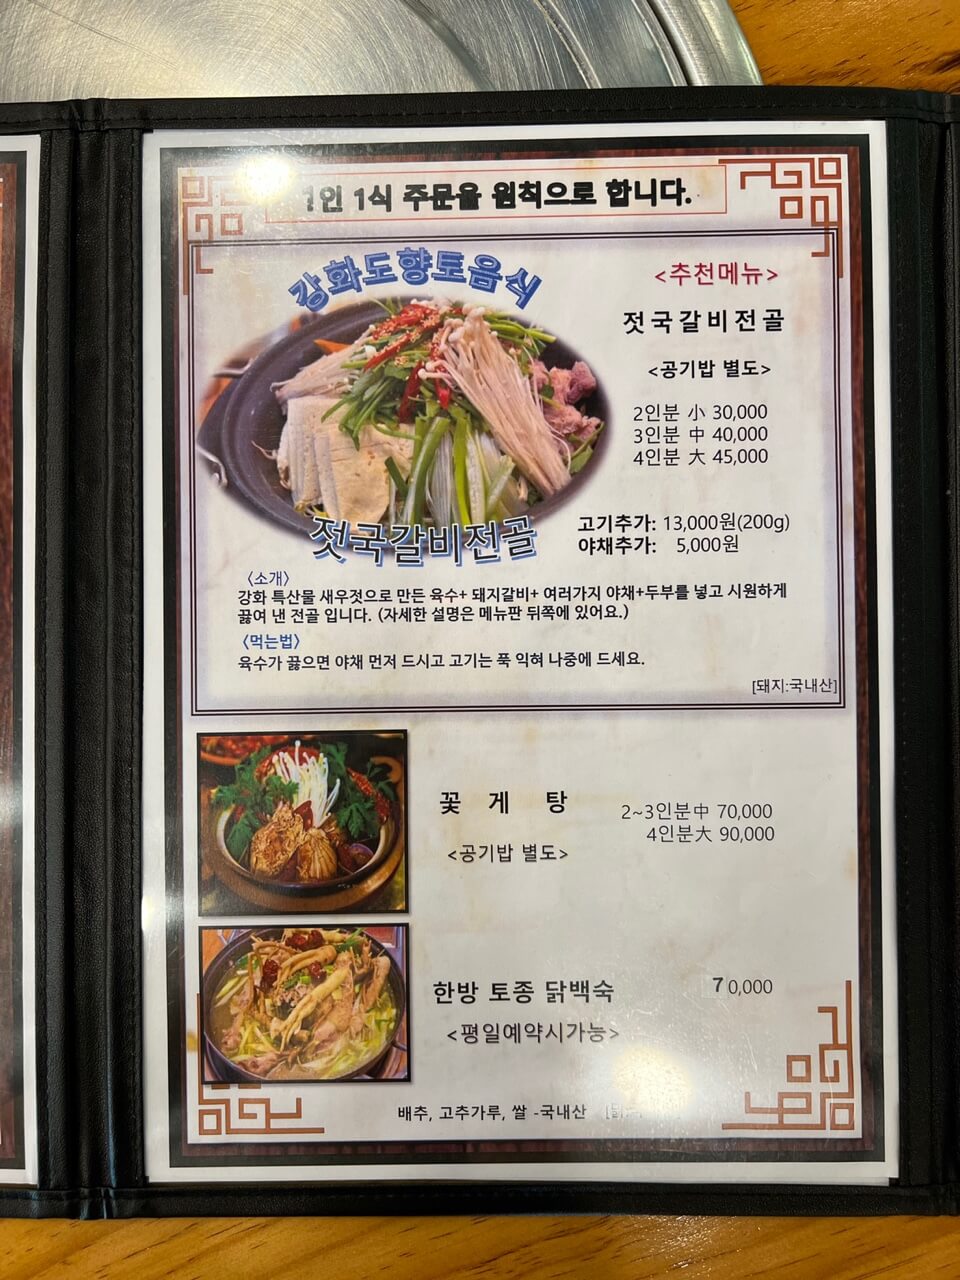 1인 1식 주문을 원칙으로 합니다.
강화도향토음식
<추천메뉴>
젓국갈비전골
<공기밥 별도>
2인분 小 30,000
3인분 中 40,000
4인분 大 45,000
고기추가: 13,000원(200g)
야채추가: 5,000원
젓국갈비전골
<소개>
강화 특산물 새우젓으로 만든 육수+ 돼지갈비+ 여러가지 야채+두부를 넣고 시원하게
끓여 낸 전골 입니다. (자세한 설명은 메뉴판 뒤쪽에 있어요.)
<먹는법>
육수가 끓으면 야채 먼저 드시고 고기는 푹 익혀 나중에 드세요.
[돼지:국내산]
꽃 게 탕
2~3인분中 70,000
4인분大 90,000
<공기밥 별도>
한방 토종 닭백숙 70,000
<평일예약시가능>
배추, 고추가루, 쌀 -국내산